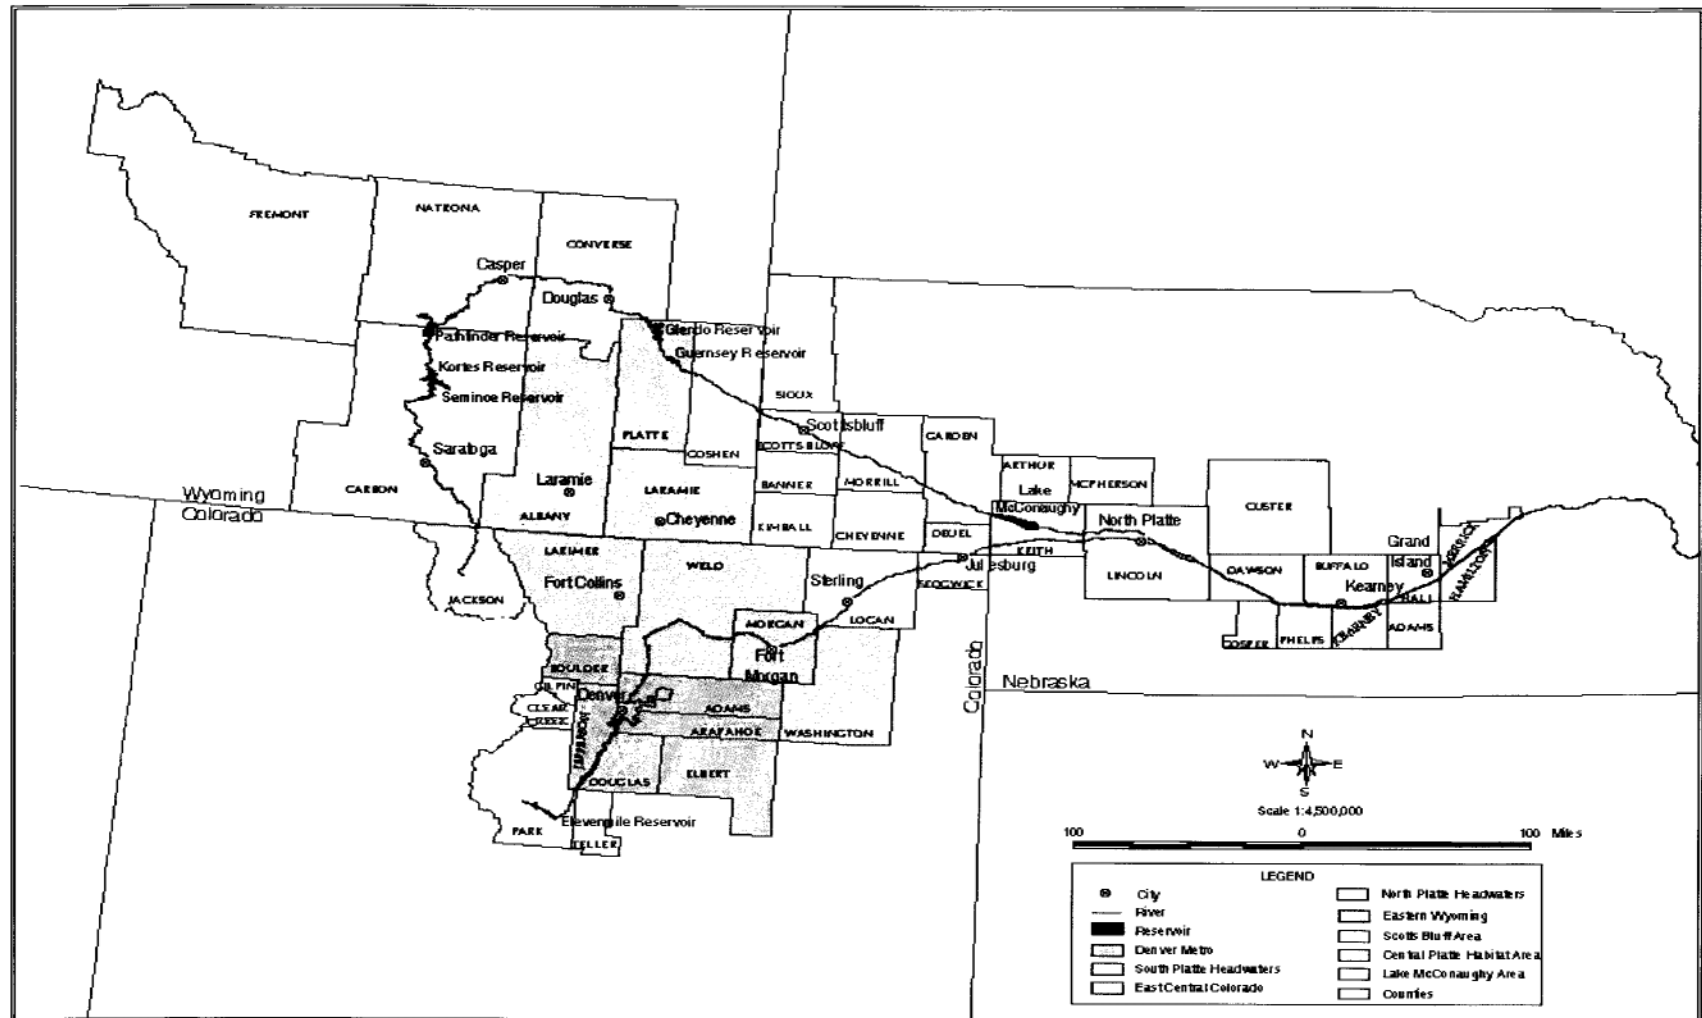 FREMONT
NATRONA
CONVERSE
Casper
Douglas
Pathfinder Reservoir
Glendo Reservoir
Guernsey Reservoir
Kortes Reservoir
Seminoe Reservoir
SIOUX
Scottsbluff
SCOTTS BLUFF
GARDEN
PLATTE
GOSHEN
Saratoga
ARTHUR
Lake
McConaughy
MCPHERSON
CARBON
Laramie
LARAMIE
BANNER
MORRILL
Wyoming
Colorado
ALBANY
Cheyenne
KIMBALL
CHEYENNE
DEUEL
KEITH
North Platte
CUSTER
Grand
Island
MERRICK
HAMILTON
LARIMER
WELD
Julesburg
Fort Collins
Sterling
SEDGWICK
LINCOLN
DAWSON
BUFFALO
Kearney
HALL
JACKSON
MORGAN
LOGAN
Fort
Morgan
GOSPER
PHELPS
KEARNEY
ADAMS
BOULDER
GILPIN
Denver
CLEAR
CREEK
JEFFERSON
ADAMS
ARAPAHOE
WASHINGTON
Colorado
Nebraska
DOUGLAS
ELBERT
PARK
Elevenmile Reservoir
TELLER
N
W
E
S
Scale 1:4,500,000
100 0 100 Miles
LEGEND
City
River
Reservoir
Denver Metro
South Platte Headwaters
East Central Colorado
North Platte Headwaters
Eastern Wyoming
Scotts Bluff Area
Central Platte Habitat Area
Lake McConaughy Area
Counties